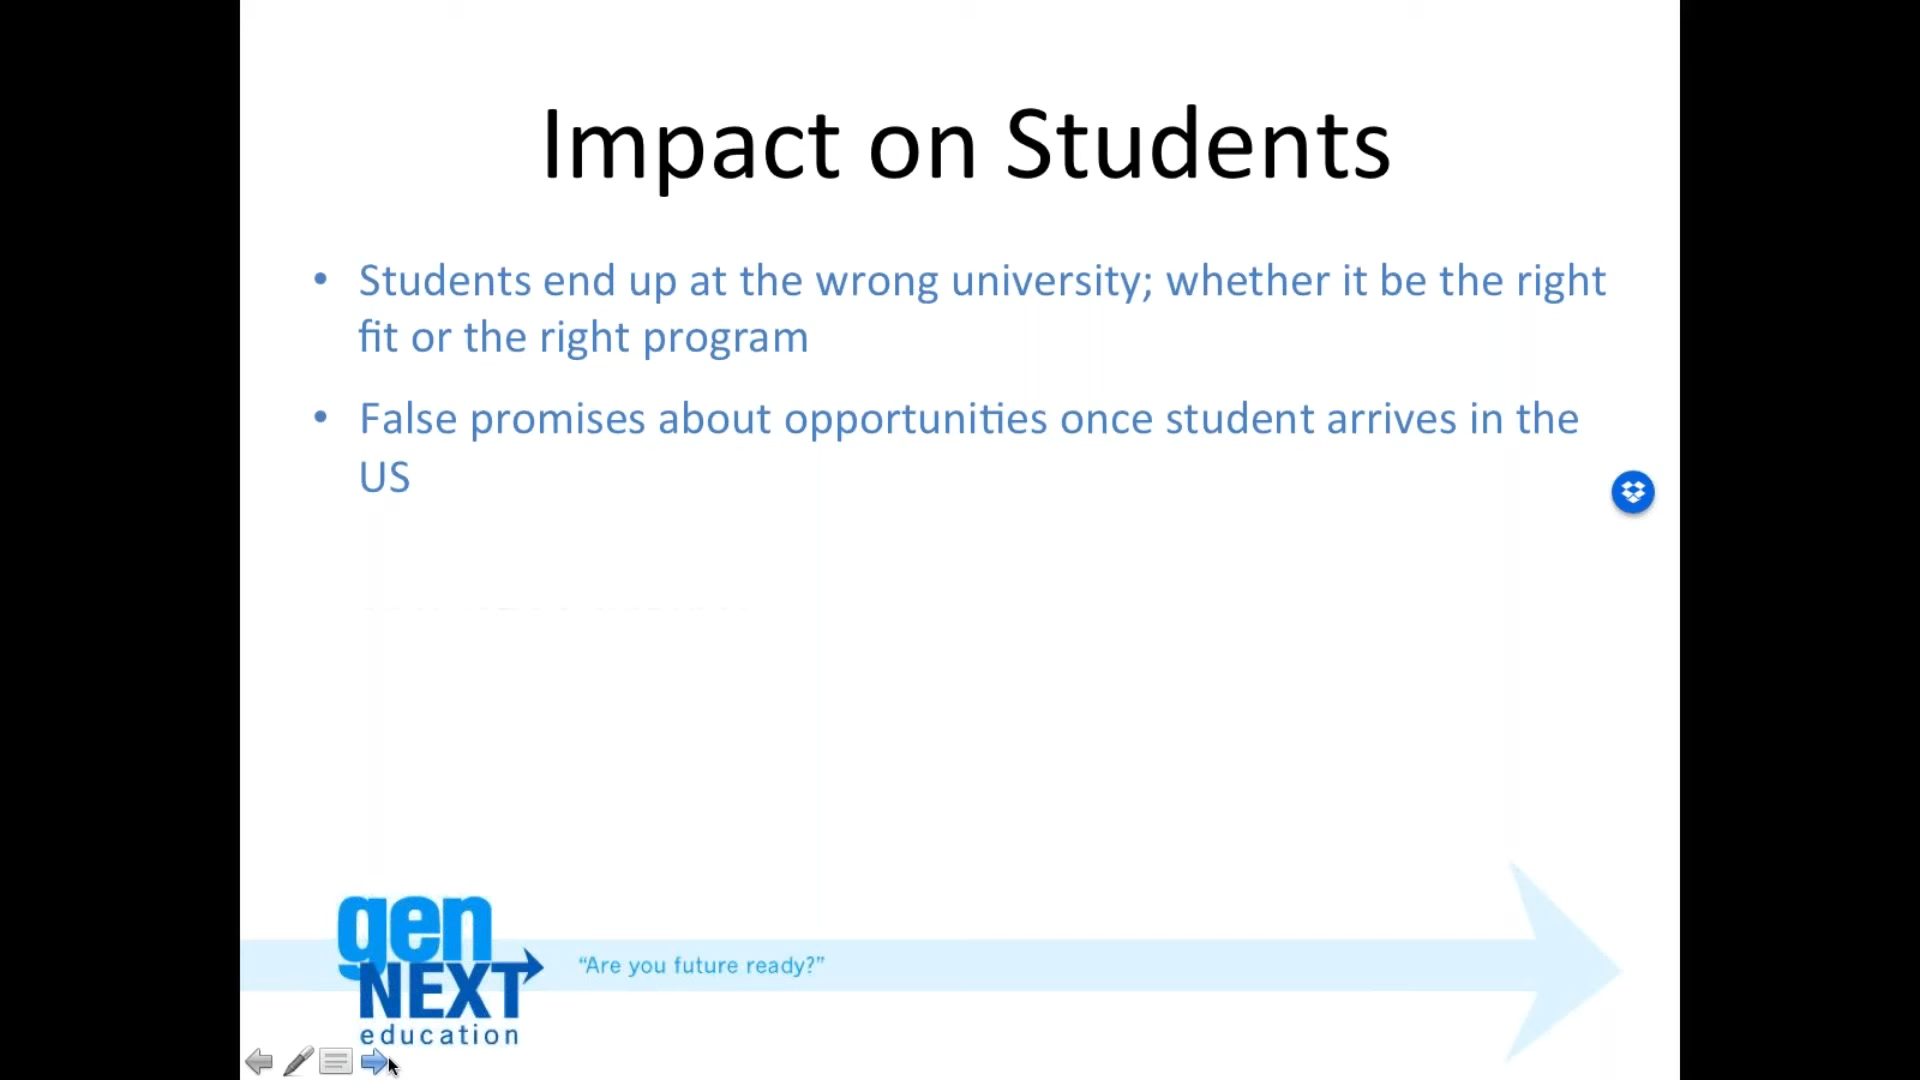 Impact on Students
• Students end up at the wrong university; whether it be the right
fit or the right program
• False promises about opportunities once student arrives in the
US
gen
NEXT
education
“Are you future ready?”